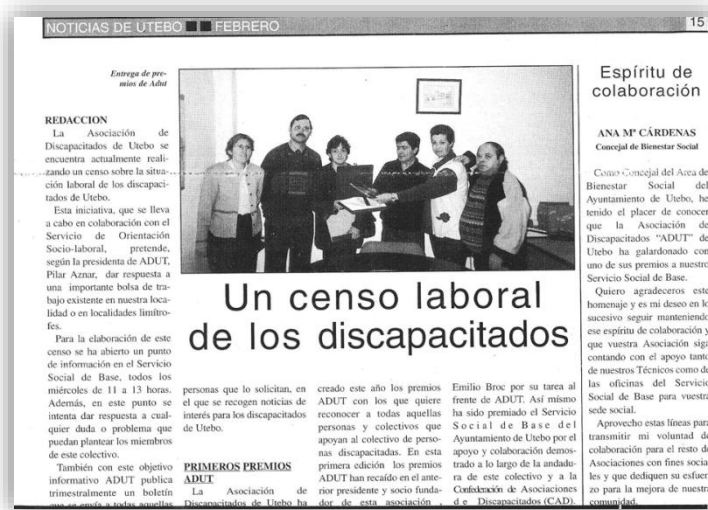 NOTICIAS DE UTEBO FEBRERO
15
Entrega de pre-
mios de Adut
REDACCION
La Asociación de
Discapacitados de Utebo se
encuentra actualmente reali-
zando un censo sobre la situa-
ción laboral de los discapaci-
tados de Utebo.
Esta iniciativa, que se lleva
a cabo en colaboración con el
Servicio de Orientación
Socio-laboral, pretende,
según la presidenta de ADUT,
Pilar Aznar, dar respuesta a
una importante bolsa de tra-
bajo existente en nuestra loca-
lidad o en localidades limítro-
fes.
Para la elaboración de este
censo se ha abierto un punto
de información en el Servicio
Social de Base, todos los
miércoles de 11 a 13 horas.
Además, en este punto se
intenta dar respuesta a cual-
quier duda o problema que
puedan plantear los miembros
de este colectivo.
También con este objetivo
informativo ADUT publica
trimestralmente un boletín
que se envía a todas aquellas
Un censo laboral
de los discapacitados
personas que lo solicitan, en
el que se recogen noticias de
interés para los discapacitados
de Utebo.
PRIMEROS PREMIOS
ADUT
La Asociación de
Discapacitados de Utebo ha
creado este año los premios
ADUT con los que quiere
reconocer a todas aquellas
personas y colectivos que
apoyan al colectivo de perso-
nas discapacitadas. En esta
primera edición los premios
ADUT han recaído en el ante-
rior presidente y socio funda-
dor de esta asociación ,
Emilio Broc por su tarea al
frente de ADUT. Así mismo
ha sido premiado el Servicio
Social de Base del
Ayuntamiento de Utebo por el
apoyo y colaboración demos-
trado a lo largo de la andadu-
ra de este colectivo y a la
Confederación de Asociaciones
de Discapacitados (CAD).
Espíritu de
colaboración
ANA Mª CÁRDENAS
Concejal de Bienestar Social
Como Concejal del Area de
Bienestar Social del
Ayuntamiento de Utebo, he
tenido el placer de conocer
que la Asociación de
Discapacitados "ADUT" de
Utebo ha galardonado con
uno de sus premios a nuestro
Servicio Social de Base.
Quiero agradeceros este
homenaje y es mi deseo en lo
sucesivo seguir manteniendo
ese espíritu de colaboración y
que vuestra Asociación siga
contando con el apoyo tanto
de nuestros Técnicos como de
las oficinas del Servicio
Social de Base para vuestra
sede social.
Aprovecho estas líneas para
transmitir mi voluntad de
colaboración para el resto de
Asociaciones con fines socia-
les y que dediquen su esfuer-
zo para la mejora de nuestra
comunidad.